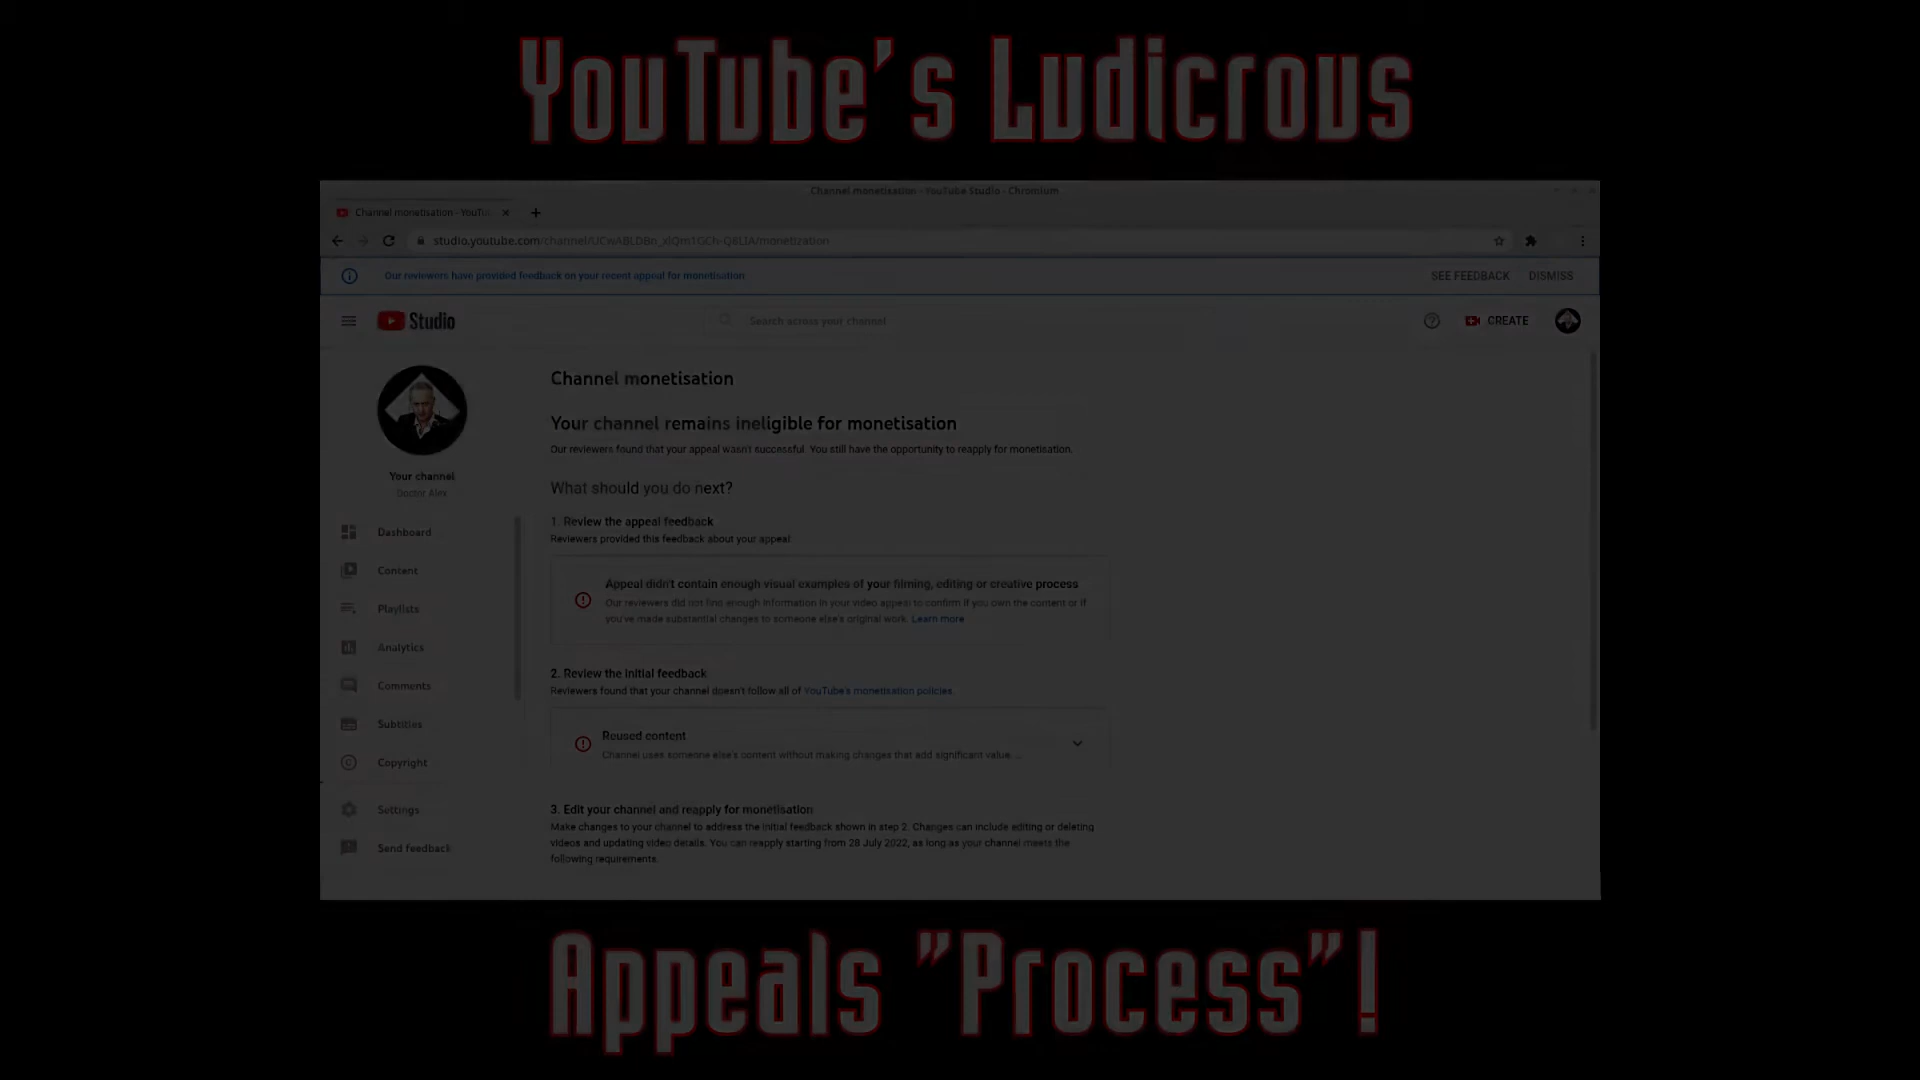 YouTube's Ludicrous
Channel monetisation - YouTube Studio - Chromium
Channel monetisation - YouTu
studio.youtube.com/channel/
/monetization
Our reviewers have provided feedback on your recent appeal for monetisation
SEE FEEDBACK
DISMISS
Studio
Search across your channel
CREATE
Channel monetisation
Your channel remains ineligible for monetisation
Our reviewers found that your appeal wasn't successful. You still have the opportunity to reapply for monetisation.
Your channel
Doctor Alex
What should you do next?
1. Review the appeal feedback
Reviewers provided this feedback about your appeal
Dashboard
Content
Playlists
Analytics
Comments
Subtitles
Copyright
Settings
Send feedback
Appeal didn't contain enough visual examples of your filming, editing or creative process
Our reviewers did not find enough information in your video appeal to confirm if you own the content or if
you've made substantial changes to someone else's original work. Learn more
2. Review the initial feedback
Reviewers found that your channel doesn't follow all of YouTube's monetisation policies.
Reused content
Channel uses someone else's content without making changes that add significant value ...
3. Edit your channel and reapply for monetisation
Make changes to your channel to address the initial feedback shown in step 2. Changes can include editing or deleting
videos and updating video details. You can reapply starting from 28 July 2022, as long as your channel meets the
following requirements.
Appeals "Process"!